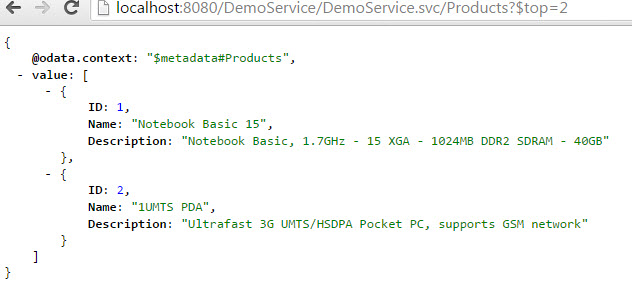 localhost:8080/DemoService/DemoService.svc/Products?$top=2
{
@odata.context: "$metadata#Products",
- value: [
- {
ID: 1,
Name: "Notebook Basic 15",
Description: "Notebook Basic, 1.7GHz - 15 XGA - 1024MB DDR2 SDRAM - 40GB"
},
- {
ID: 2,
Name: "1UMTS PDA",
Description: "Ultrafast 3G UMTS/HSDPA Pocket PC, supports GSM network"
}
]
}